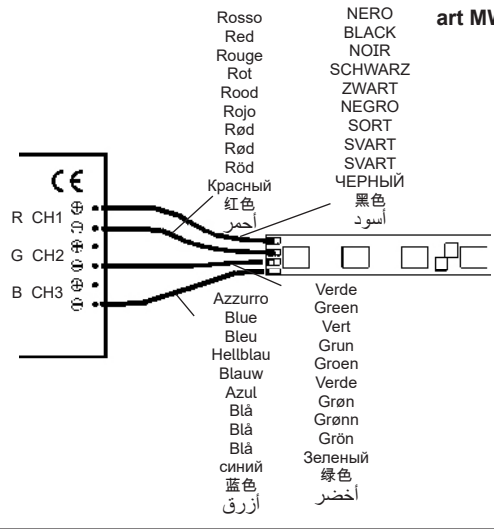 Rosso
Red
Rouge
Rot
Rood
Rojo
Rød
Rød
Röd
Красный
红色
أحمر
NERO
BLACK
NOIR
SCHWARZ
ZWART
NEGRO
SORT
SVART
SVART
ЧЕРНЫЙ
黑色
أسود
art MW
CE
R CH1
G CH2
B CH3
Azzurro
Blue
Bleu
Hellblau
Blauw
Azul
Blå
Blå
Blå
синий
蓝色
أزرق
Verde
Green
Vert
Grun
Groen
Verde
Grøn
Grønn
Grön
Зеленый
绿色
أخضر